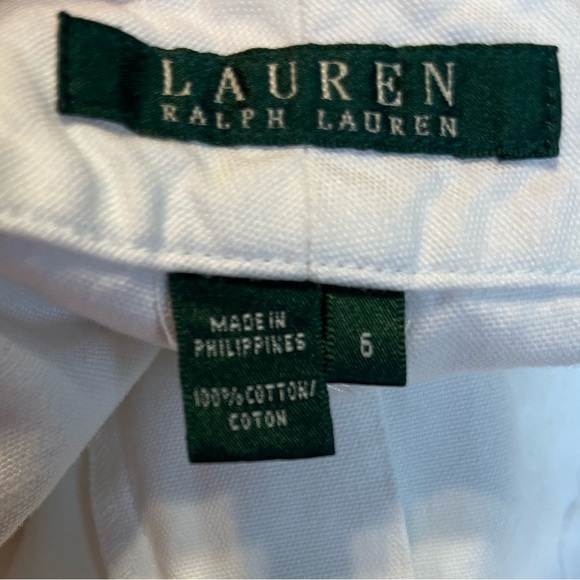 LAUREN
RALPH LAUREN
MADE IN
PHILIPPINES
6
100% COTTON/
COTON